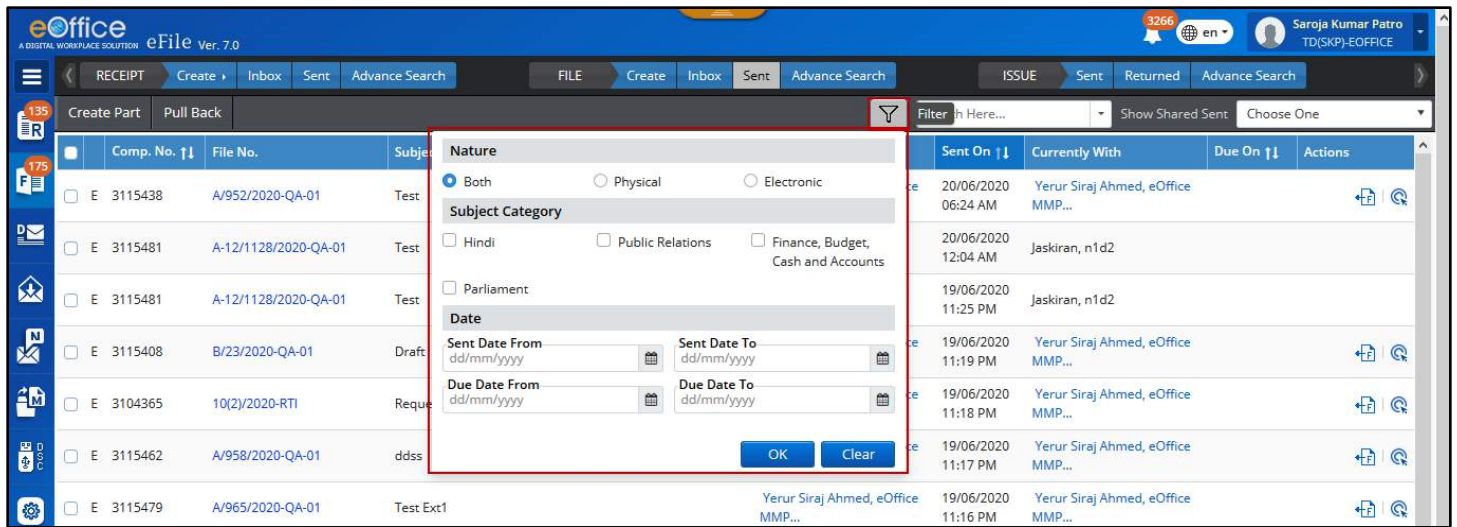 eOffice
A DIGITAL WORKPLACE SOLUTION eFile Ver. 7.0
3266
en
Saroja Kumar Patro
TD(SKP)-EOFFICE
RECEIPT Create Inbox Sent Advance Search FILE Create Inbox Sent Advance Search ISSUE Sent Returned Advance Search
135
R
Create Part Pull Back Filter h Here... Show Shared Sent Choose One
Comp. No. File No. Subje Sent On Currently With Due On Actions
175
F
Nature
Both Physical Electronic
Subject Category
Hindi Public Relations Finance, Budget,
Cash and Accounts
Parliament
Date
Sent Date From Sent Date To
dd/mm/yyyy dd/mm/yyyy
Due Date From Due Date To
dd/mm/yyyy dd/mm/yyyy
OK Clear
E 3115438 A/952/2020-QA-01 Test ce 20/06/2020 Yerur Siraj Ahmed, eOffice
06:24 AM MMP...
D
E 3115481 A-12/1128/2020-QA-01 Test 20/06/2020 Jaskiran, n1d2
12:04 AM
E 3115481 A-12/1128/2020-QA-01 Test 19/06/2020 Jaskiran, n1d2
11:25 PM
N
E 3115408 B/23/2020-QA-01 Draft ce 19/06/2020 Yerur Siraj Ahmed, eOffice
11:19 PM MMP...
M
E 3104365 10(2)/2020-RTI Reque ce 19/06/2020 Yerur Siraj Ahmed, eOffice
11:18 PM MMP...
DSC
E 3115462 A/958/2020-QA-01 ddss ce 19/06/2020 Yerur Siraj Ahmed, eOffice
11:17 PM MMP...
E 3115479 A/965/2020-QA-01 Test Ext1 Yerur Siraj Ahmed, eOffice 19/06/2020 Yerur Siraj Ahmed, eOffice
MMP... 11:16 PM MMP...